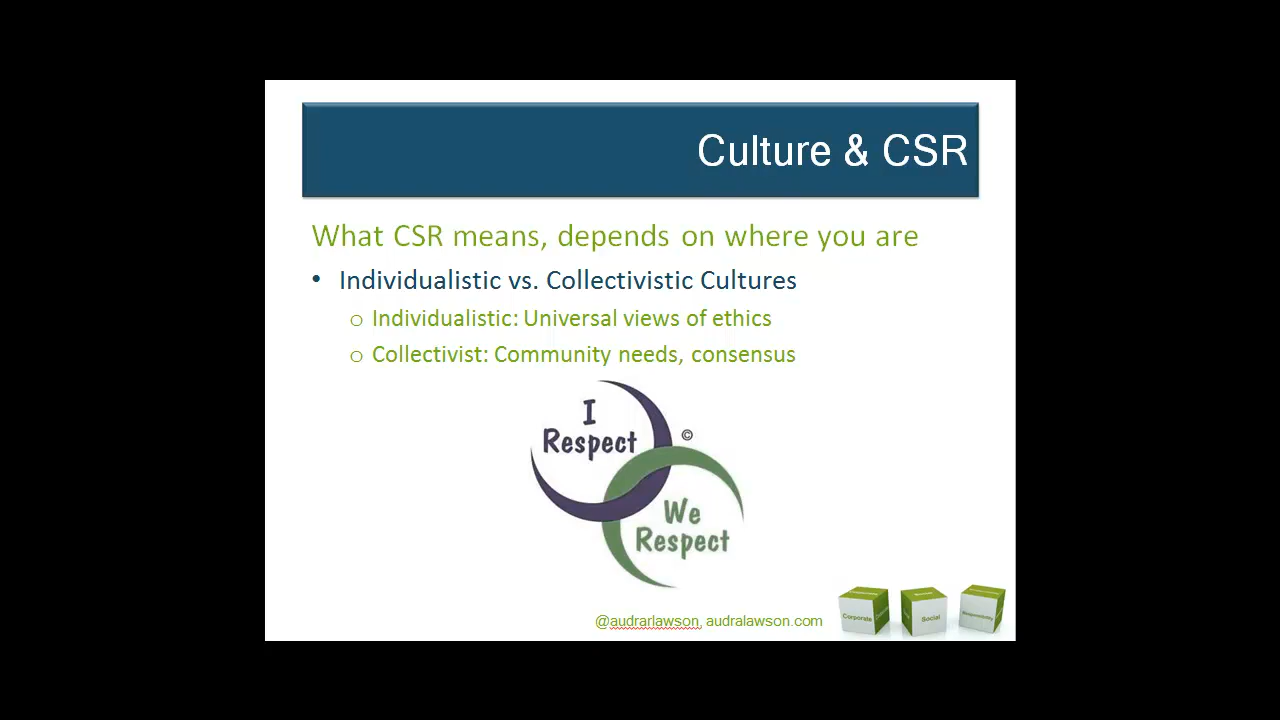 Culture & CSR
What CSR means, depends on where you are
• Individualistic vs. Collectivistic Cultures
o Individualistic: Universal views of ethics
o Collectivist: Community needs, consensus
I
Respect
©
We
Respect
@audrarlawson, audralawson.com
Corporate
Social
Responsibility